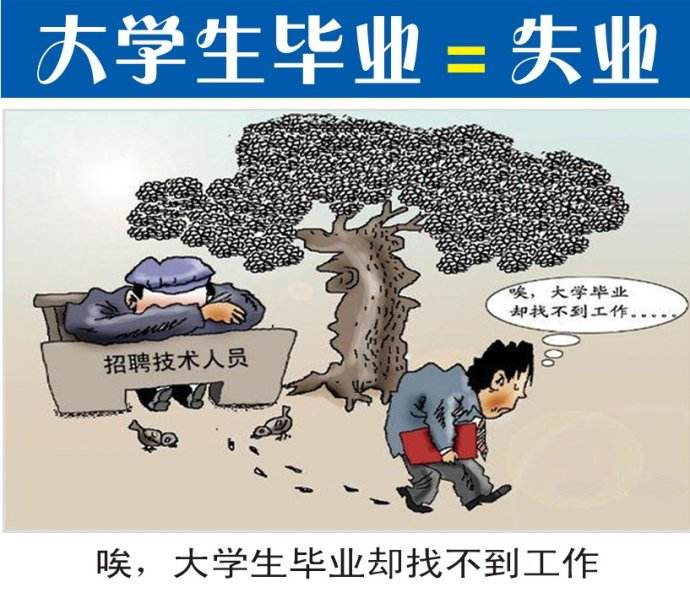 大学生毕业=失业
唉，大学毕业
却找不到工作.....
招聘技术人员
唉，大学生毕业却找不到工作